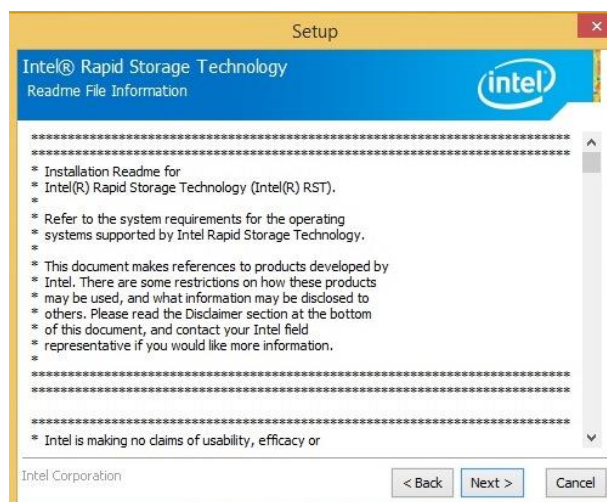 Setup
Intel® Rapid Storage Technology
Readme File Information
intel
*******************************************************************************
*******************************************************************************
* Installation Readme for
* Intel(R) Rapid Storage Technology (Intel(R) RST).
*
* Refer to the system requirements for the operating
* systems supported by Intel Rapid Storage Technology.
*
* This document makes references to products developed by
* Intel. There are some restrictions on how these products
* may be used, and what information may be disclosed to
* others. Please read the Disclaimer section at the bottom
* of this document, and contact your Intel field
* representative if you would like more information.
*
*******************************************************************************
*******************************************************************************
*******************************************************************************
* Intel is making no claims of usability, efficacy or
Intel Corporation
< Back
Next >
Cancel